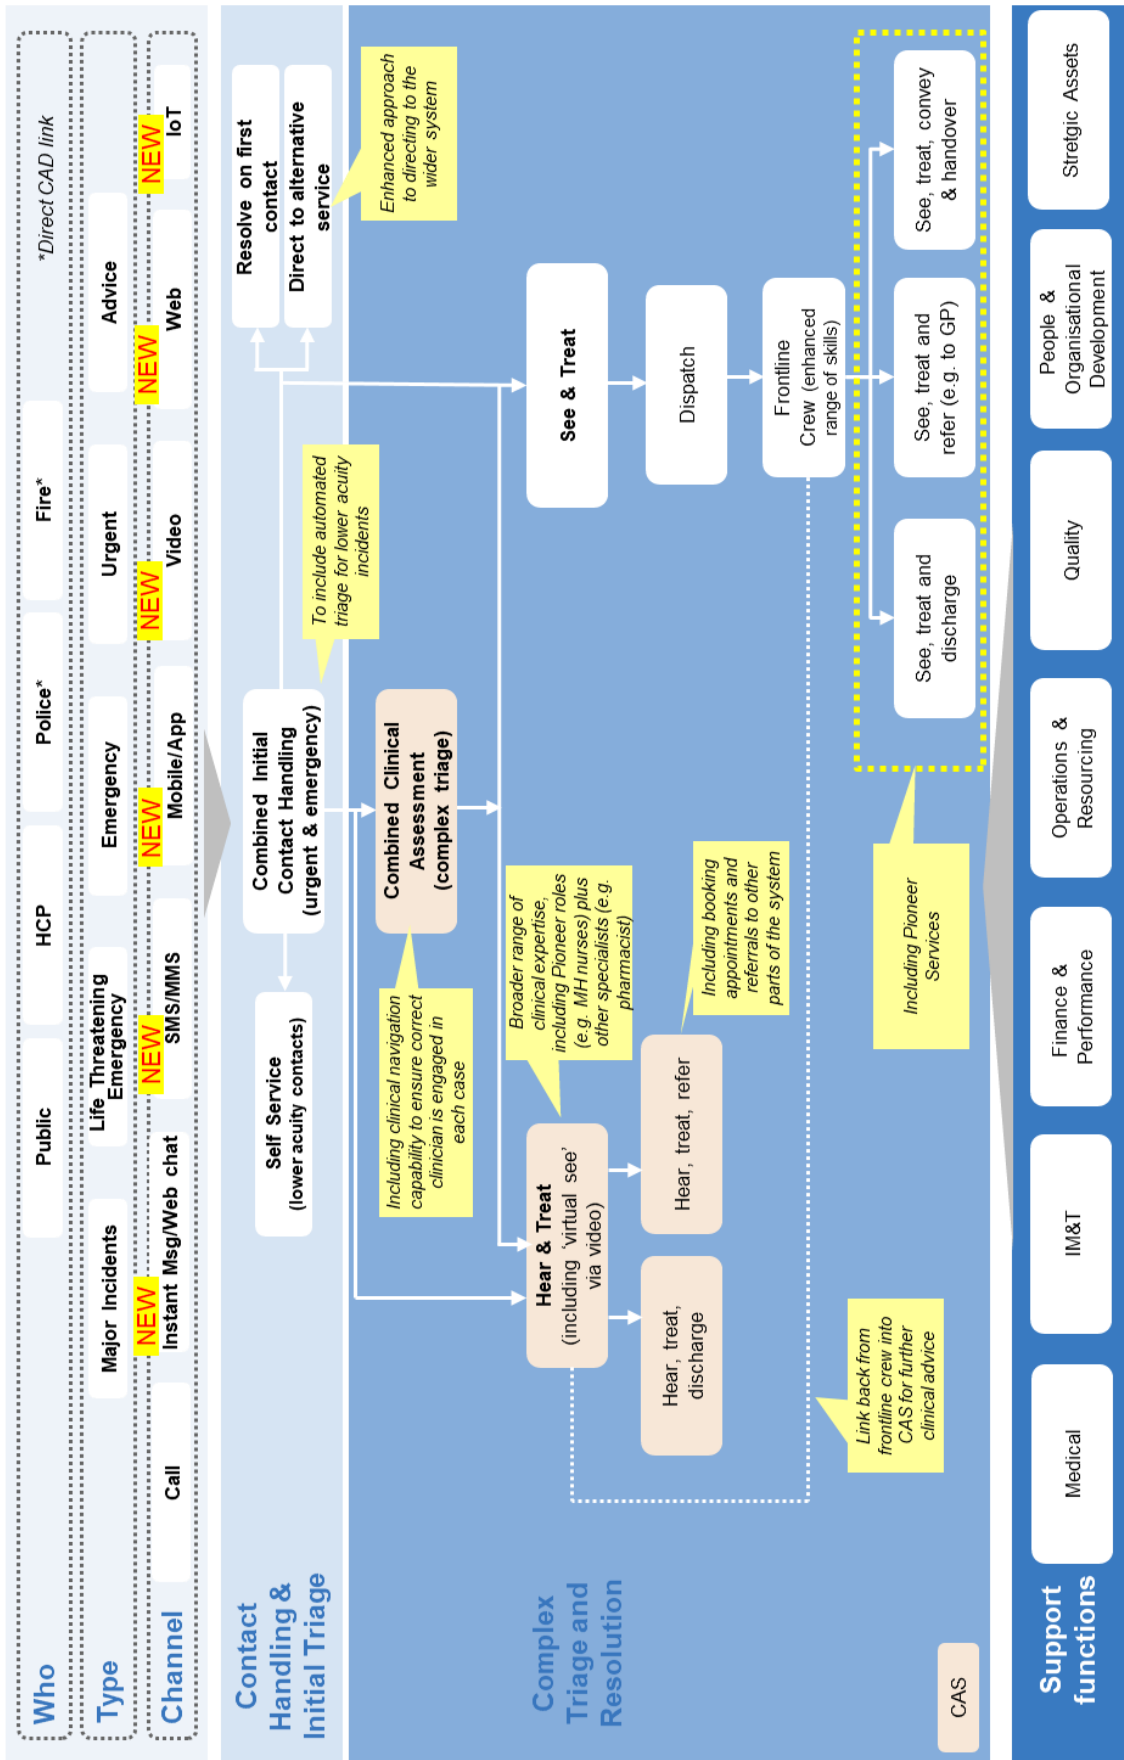 Who
Public
HCP
Police*
Fire*
*Direct CAD link
Type
Major Incidents
Life Threatening
Emergency
Emergency
Urgent
Advice
Channel
Call
NEW
Instant Msg/Web chat
NEW
SMS/MMS
NEW
Mobile/App
NEW
Video
NEW
Web
NEW
IoT
Contact
Handling &
Initial Triage
Self Service
(lower acuity contacts)
Combined Initial
Contact Handling
(urgent & emergency)
To include automated
triage for lower acuity
incidents
Resolve on first
contact
Direct to alternative
service
Enhanced approach
to directing to the
wider system
Complex
Triage and
Resolution
Including clinical navigation
capability to ensure correct
clinician is engaged in
each case
Combined Clinical
Assessment
(complex triage)
Broader range of
clinical expertise,
including Pioneer roles
(e.g. MH nurses) plus
other specialists (e.g.
pharmacist)
Hear & Treat
(including ‘virtual see’
via video)
See & Treat
Hear, treat,
discharge
Hear, treat, refer
Including booking
appointments and
referrals to other
parts of the system
Dispatch
Frontline
Crew (enhanced
range of skills)
Link back from
frontline crew into
CAS for further
clinical advice
Including Pioneer
Services
See, treat and
discharge
See, treat and
refer (e.g. to GP)
See, treat, convey
& handover
CAS
Support
functions
Medical
IM&T
Finance &
Performance
Operations &
Resourcing
Quality
People &
Organisational
Development
Stretgic Assets